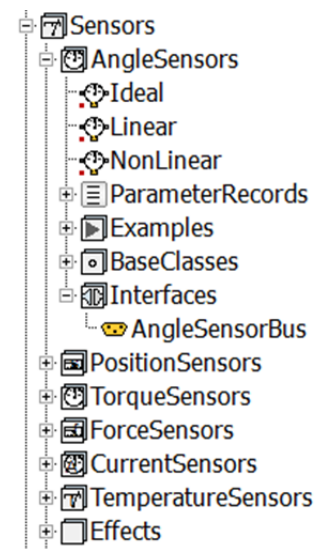 Sensors
AngleSensors
Ideal
Linear
NonLinear
ParameterRecords
Examples
BaseClasses
Interfaces
AngleSensorBus
PositionSensors
TorqueSensors
ForceSensors
CurrentSensors
TemperatureSensors
Effects